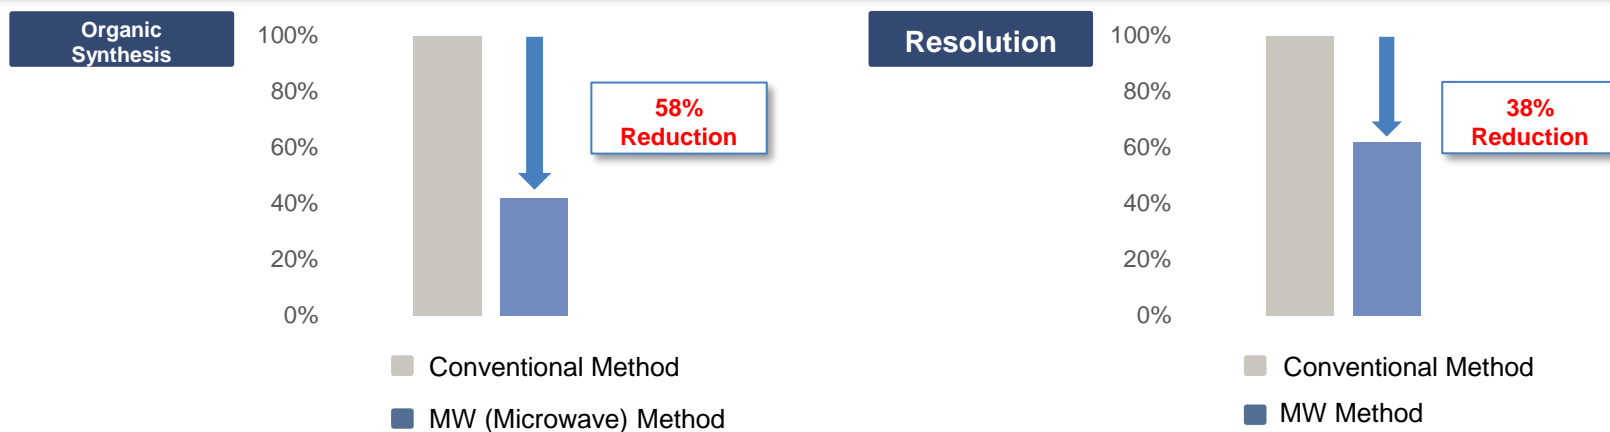 Organic
Synthesis
100%
80%
60%
40%
20%
0%
58%
Reduction
Conventional Method
MW (Microwave) Method
Resolution
100%
80%
60%
40%
20%
0%
38%
Reduction
Conventional Method
MW Method